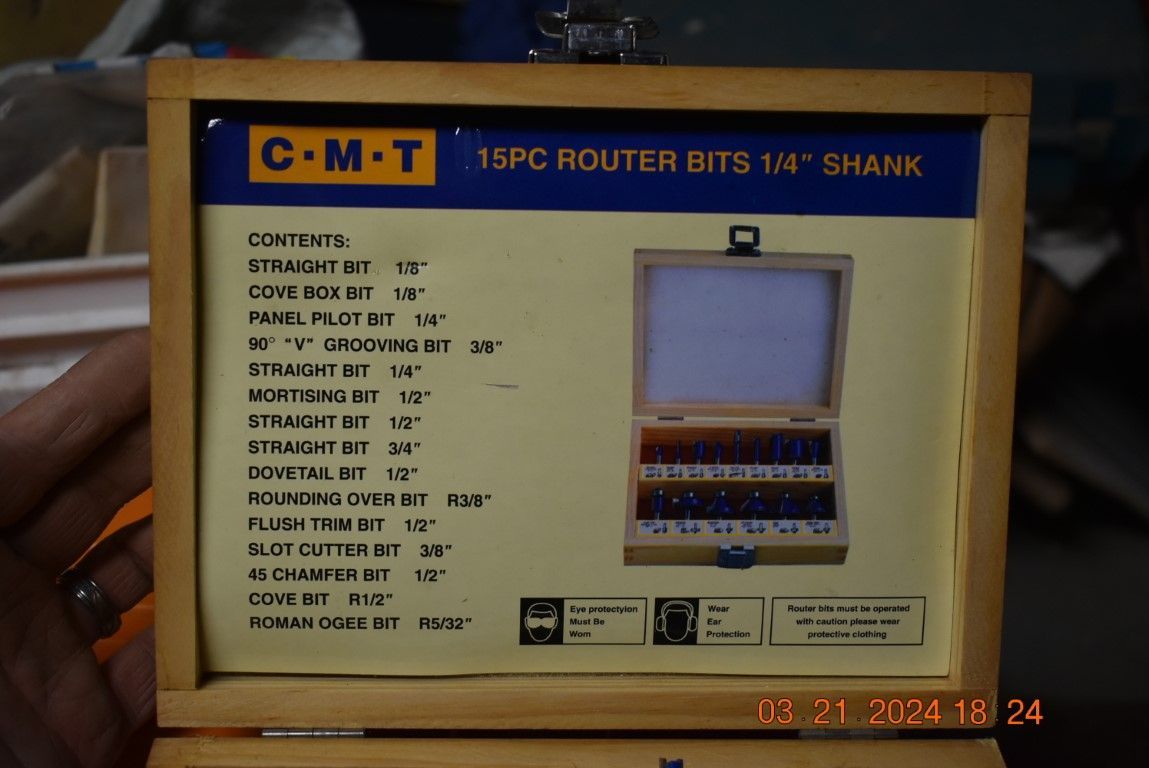 C·M·T
15PC ROUTER BITS 1/4" SHANK
CONTENTS:
STRAIGHT BIT 1/8"
COVE BOX BIT 1/8"
PANEL PILOT BIT 1/4"
90° "V" GROOVING BIT 3/8"
STRAIGHT BIT 1/4"
MORTISING BIT 1/2"
STRAIGHT BIT 1/2"
STRAIGHT BIT 3/4"
DOVETAIL BIT 1/2"
ROUNDING OVER BIT R3/8"
FLUSH TRIM BIT 1/2"
SLOT CUTTER BIT 3/8"
45 CHAMFER BIT 1/2"
COVE BIT R1/2"
ROMAN OGEE BIT R5/32"
Eye protectyion
Must Be
Worn
Wear
Ear
Protection
Router bits must be operated
with caution please wear
protective clothing
03.21.2024 18 24